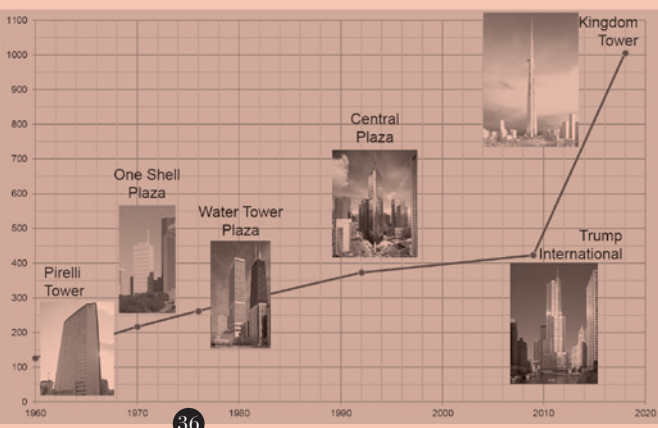 1100
1000
900
800
700
600
500
400
300
200
100
0
Kingdom
Tower
Central
Plaza
One Shell
Plaza
Water Tower
Plaza
Trump
International
Pirelli
Tower
1960
1970
1980
1990
2000
2010
2020
36